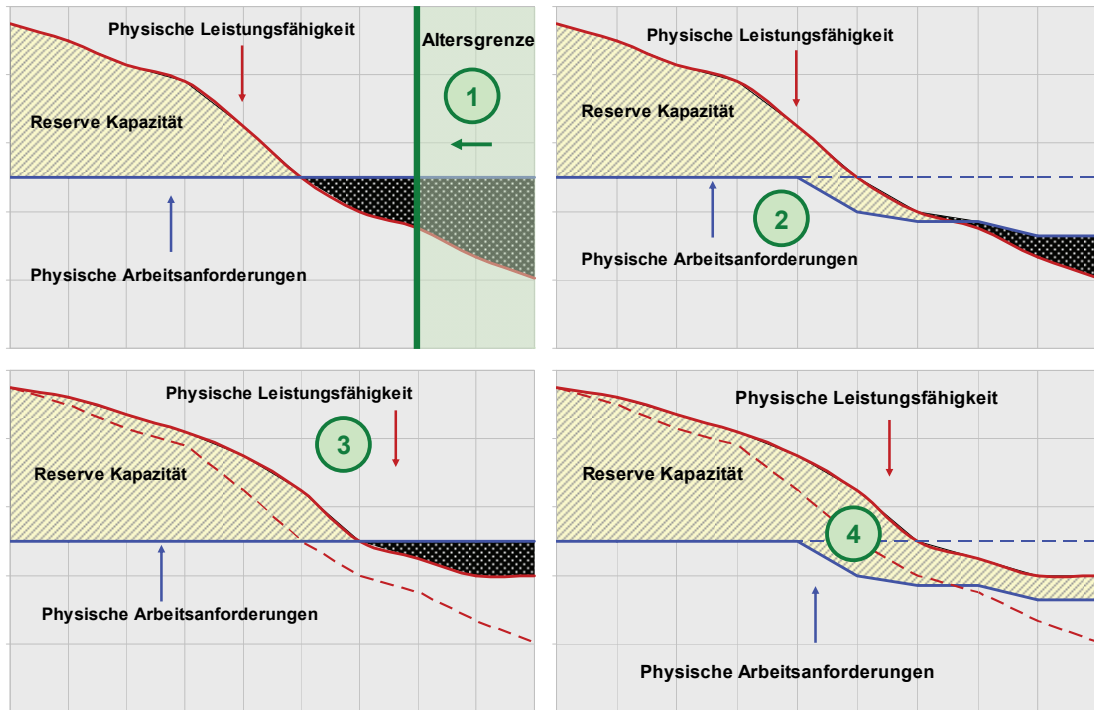 Physische Leistungsfähigkeit
Altersgrenze
1
Reserve Kapazität
Physische Arbeitsanforderungen
Physische Leistungsfähigkeit
Reserve Kapazität
2
Physische Arbeitsanforderungen
Physische Leistungsfähigkeit
3
Reserve Kapazität
Physische Arbeitsanforderungen
Physische Leistungsfähigkeit
Reserve Kapazität
4
Physische Arbeitsanforderungen